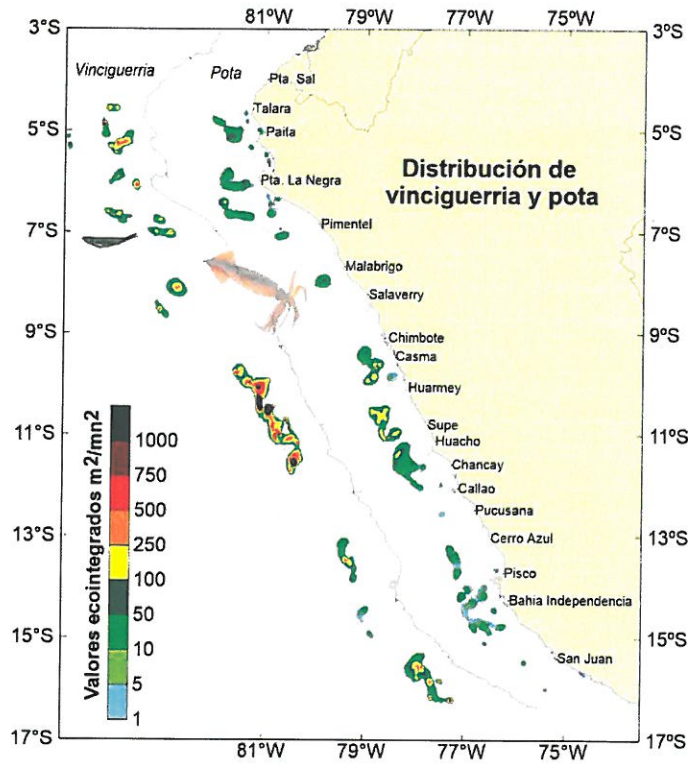 81°W 79°W 77°W 75°W
3°S
3°S
Vinciguerria
Pota
Pta. Sal
Talara
5°S
Paita
5°S
Pta. La Negra
Distribución de
vinciguerria y pota
7°S
Pimentel
7°S
Malabrigo
Salaverry
9°S
Chimbote
9°S
Casma
Huarmey
11°S
Supe
11°S
Huacho
Chancay
Callao
Pucusana
13°S
Cerro Azul
13°S
Pisco
Bahia Independencia
15°S
San Juan
15°S
17°S
17°S
Valores ecointegrados m2/mn2
1000
750
500
250
100
50
10
5
1
81°W 79°W 77°W 75°W